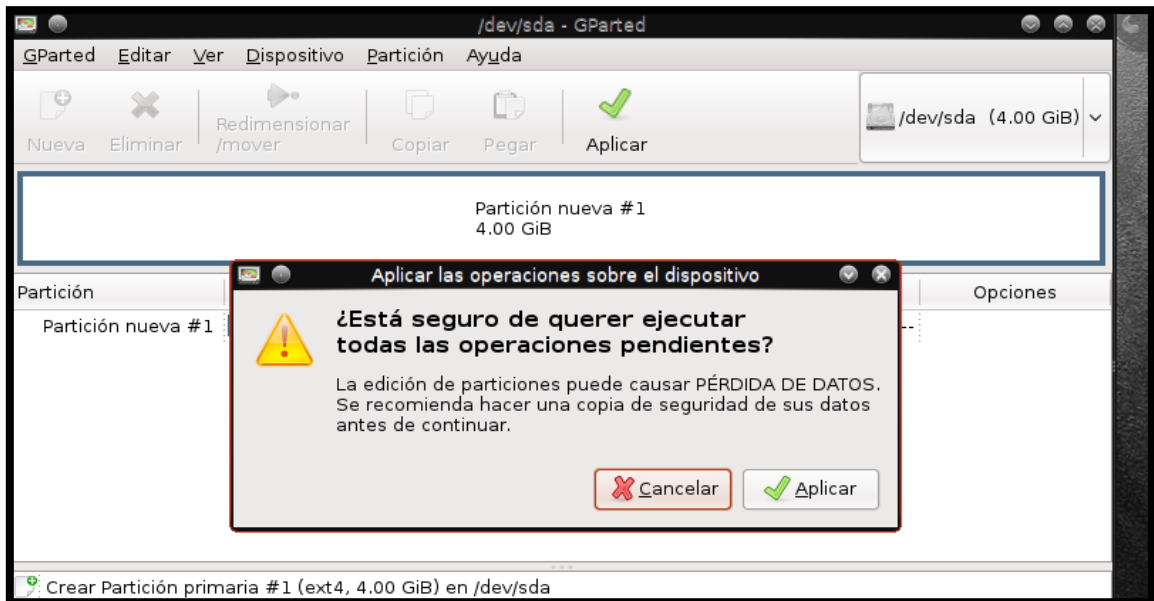 /dev/sda - GParted
GParted Editar Ver Dispositivo Partición Ayuda
Nueva Eliminar Redimensionar
/mover Copiar Pegar Aplicar
/dev/sda (4.00 GiB)
Partición nueva #1
4.00 GiB
Partición Opciones
Partición nueva #1 --
Aplicar las operaciones sobre el dispositivo
¿Está seguro de querer ejecutar
todas las operaciones pendientes?
La edición de particiones puede causar PÉRDIDA DE DATOS.
Se recomienda hacer una copia de seguridad de sus datos
antes de continuar.
Cancelar Aplicar
Crear Partición primaria #1 (ext4, 4.00 GiB) en /dev/sda